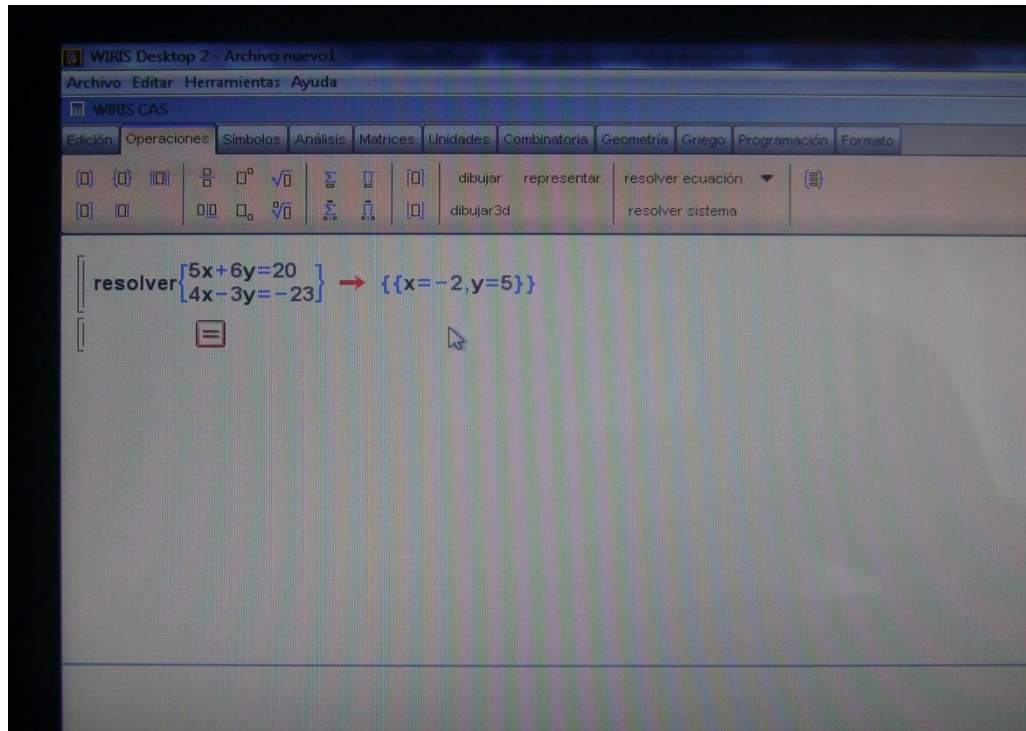 WIRIS Desktop 2 - Archivo nuevo1
Archivo Editar Herramientas Ayuda
WIRIS CAS
Edición Operaciones Símbolos Análisis Matrices Unidades Combinatoria Geometría Griego Programación Formato
dibujar representar resolver ecuación
dibujar3d resolver sistema
resolver{5x+6y=20
4x-3y=-23} → {{x=-2,y=5}}
=